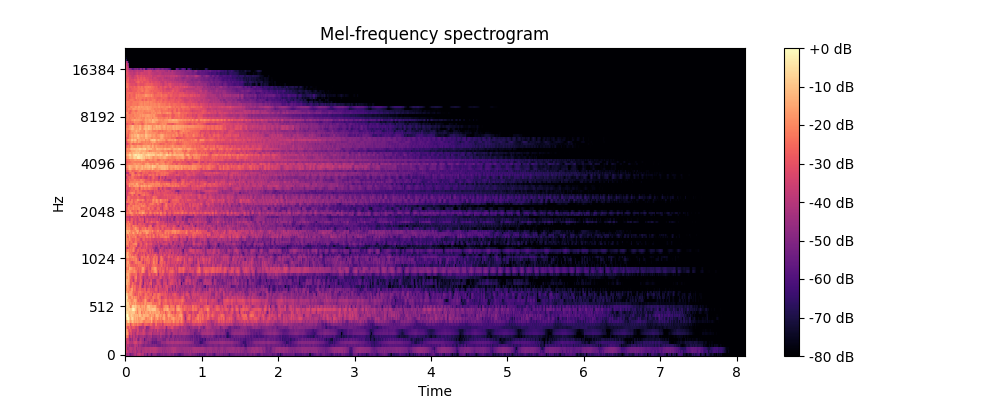 Mel-frequency spectrogram
Hz
16384
8192
4096
2048
1024
512
0
0 1 2 3 4 5 6 7 8
Time
+0 dB
-10 dB
-20 dB
-30 dB
-40 dB
-50 dB
-60 dB
-70 dB
-80 dB